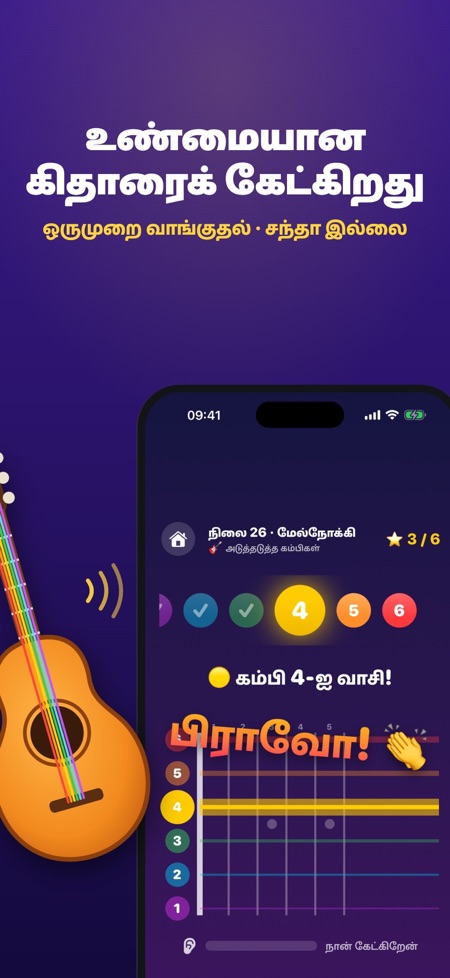 உண்மையான
கிதாரைக் கேட்கிறது
ஒருமுறை வாங்குதல் · சந்தா இல்லை
09:41
நிலை 26 · மேல்நோக்கி
3 / 6
🎸 அடுத்தடுத்த கம்பிகள்
4 5 6
கம்பி 4-ஐ வாசி!
பிராவோ!
5
4
3
2
1
நான் கேட்கிறேன்